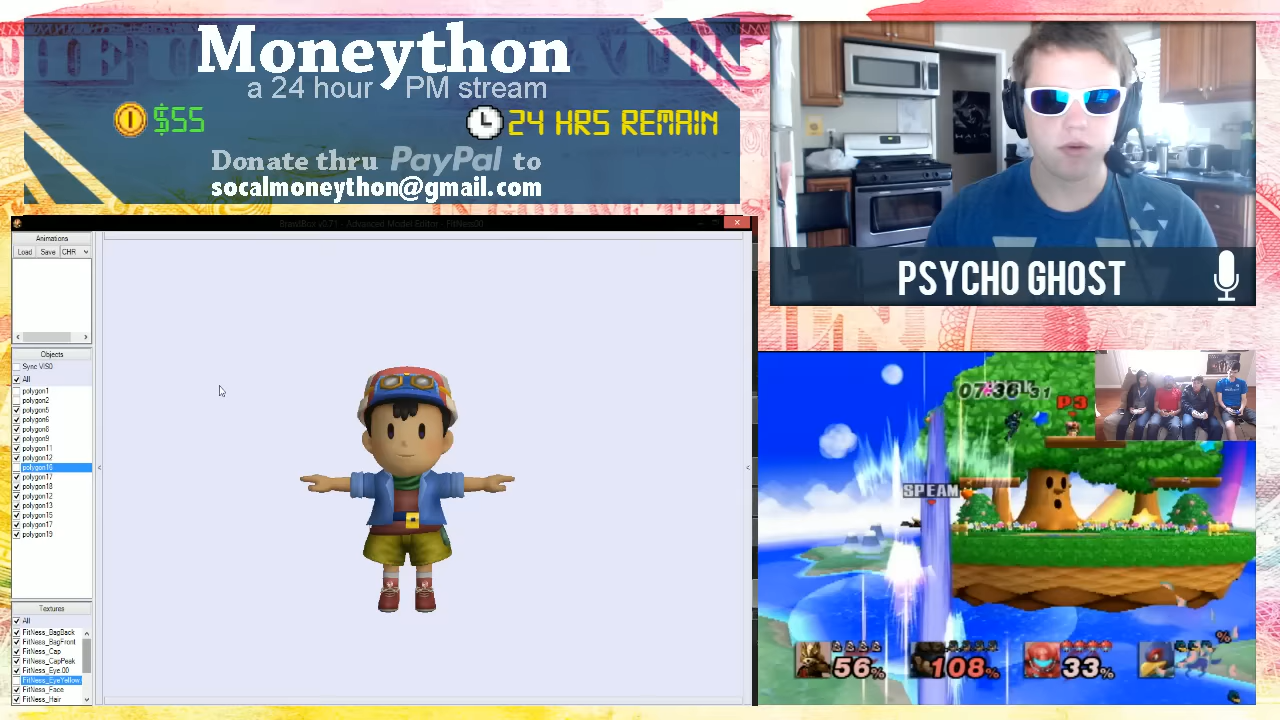 Moneython
a 24 hour PM stream
$55
24 HRS REMAIN
Donate thru PayPal to
socalmoneython@gmail.com
Animations
Load Save CHR
Objects
Sync VIS0
All
polygon1
polygon2
polygon5
polygon6
polygon8
polygon9
polygon11
polygon12
polygon16
polygon17
polygon18
polygon12
polygon13
polygon15
polygon17
polygon19
Textures
All
FitNess_BagBack
FitNess_BagFront
FitNess_Cap
FitNess_CapPeak
FitNess_Eye.00
FitNess_EyeYellow
FitNess_Face
FitNess_Hair
PSYCHO GHOST
07:36 31
P3
SPEAM
56%
108%
33%
%